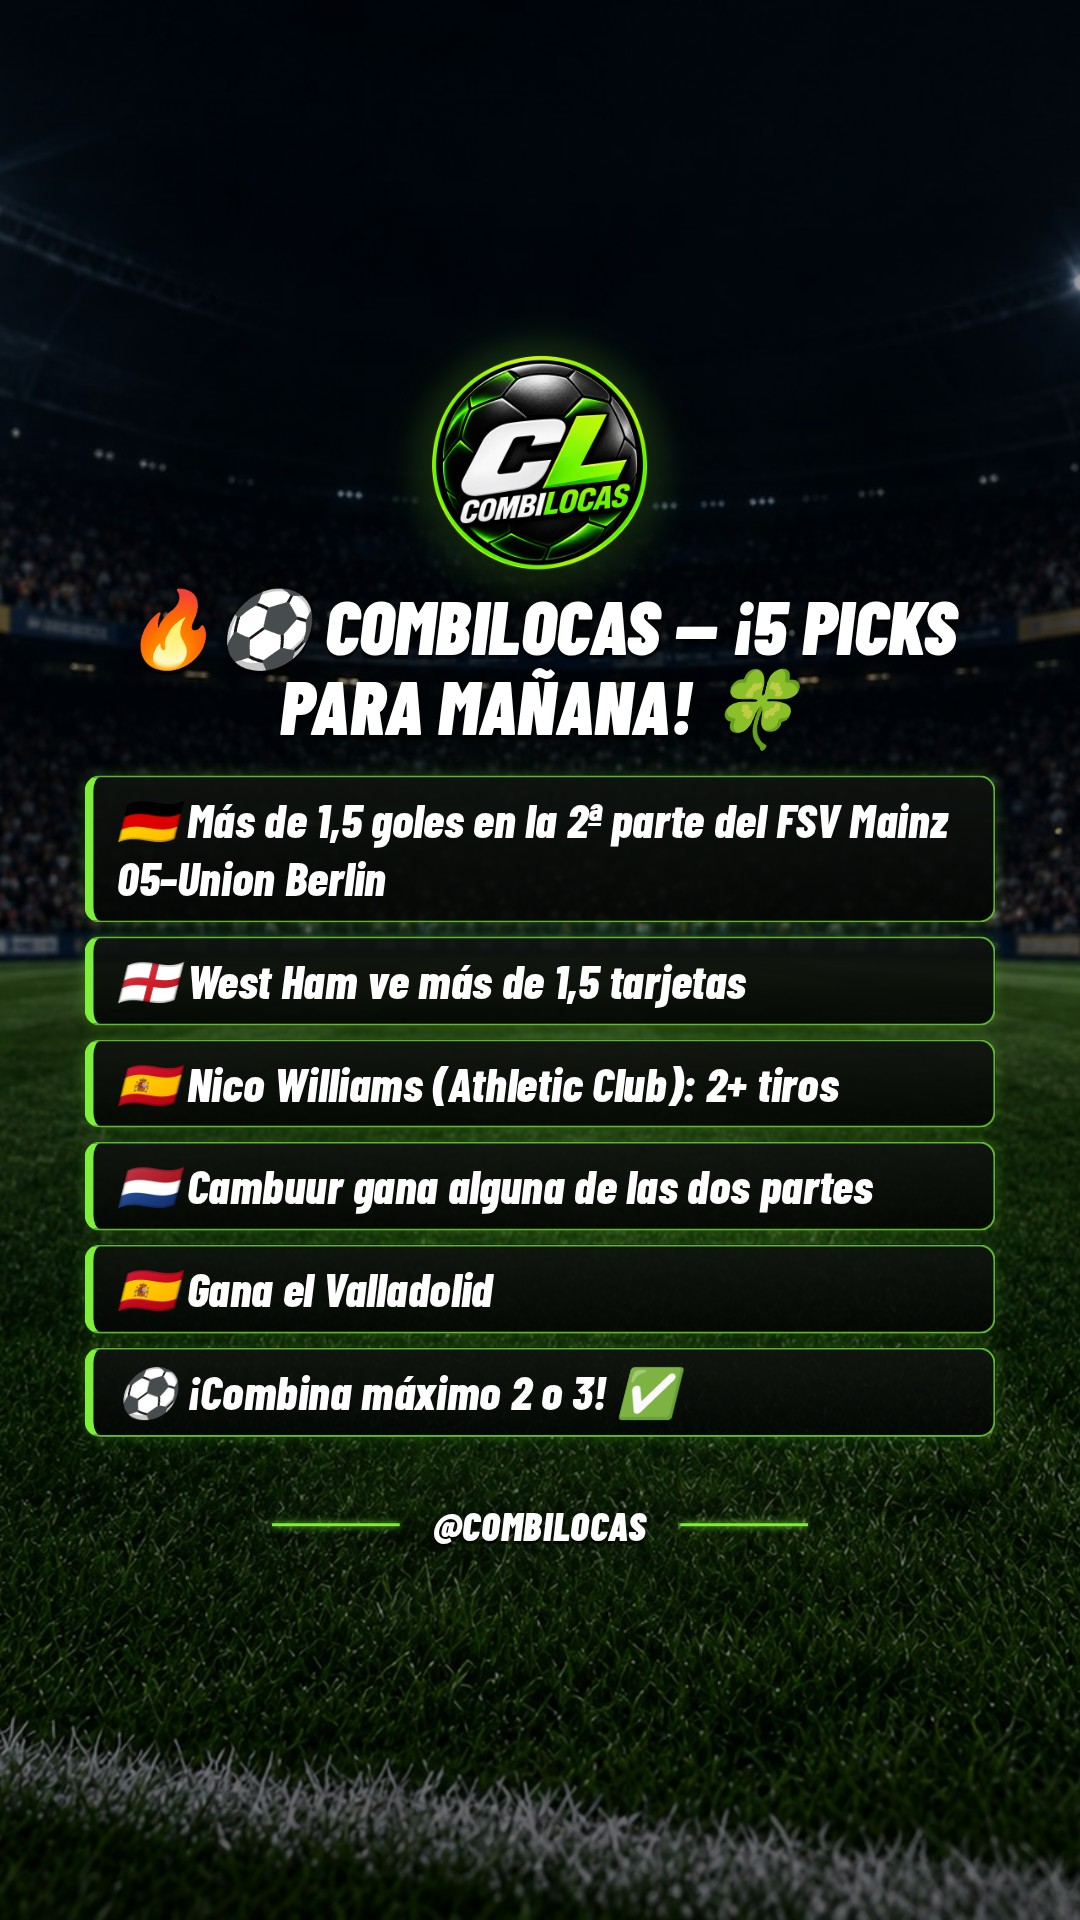 CL
COMBILOCAS
🔥⚽ COMBILOCAS – ¡5 PICKS
PARA MAÑANA! 🍀
🇩🇪 Más de 1,5 goles en la 2ª parte del FSV Mainz
05-Union Berlin
🏴󠁧󠁢󠁥󠁮󠁧󠁿 West Ham ve más de 1,5 tarjetas
🇪🇸 Nico Williams (Athletic Club): 2+ tiros
🇳🇱 Cambuur gana alguna de las dos partes
🇪🇸 Gana el Valladolid
⚽ ¡Combina máximo 2 o 3! ✅
@COMBILOCAS